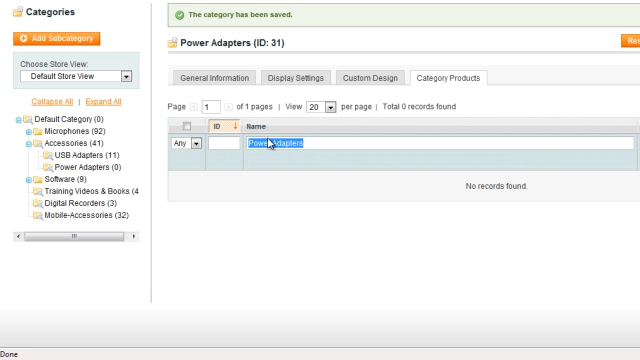 Categories
Add Subcategory
Choose Store View:
Default Store View
Collapse All | Expand All
Default Category (0)
Microphones (92)
Accessories (41)
USB Adapters (11)
Power Adapters (0)
Software (9)
Training Videos & Books (4
Digital Recorders (3)
Mobile-Accessories (32)
The category has been saved.
Power Adapters (ID: 31)
Res
General Information
Display Settings
Custom Design
Category Products
Page 1 of 1 pages | View 20 per page | Total 0 records found
ID Name
Any Power Adapters
No records found.
Done